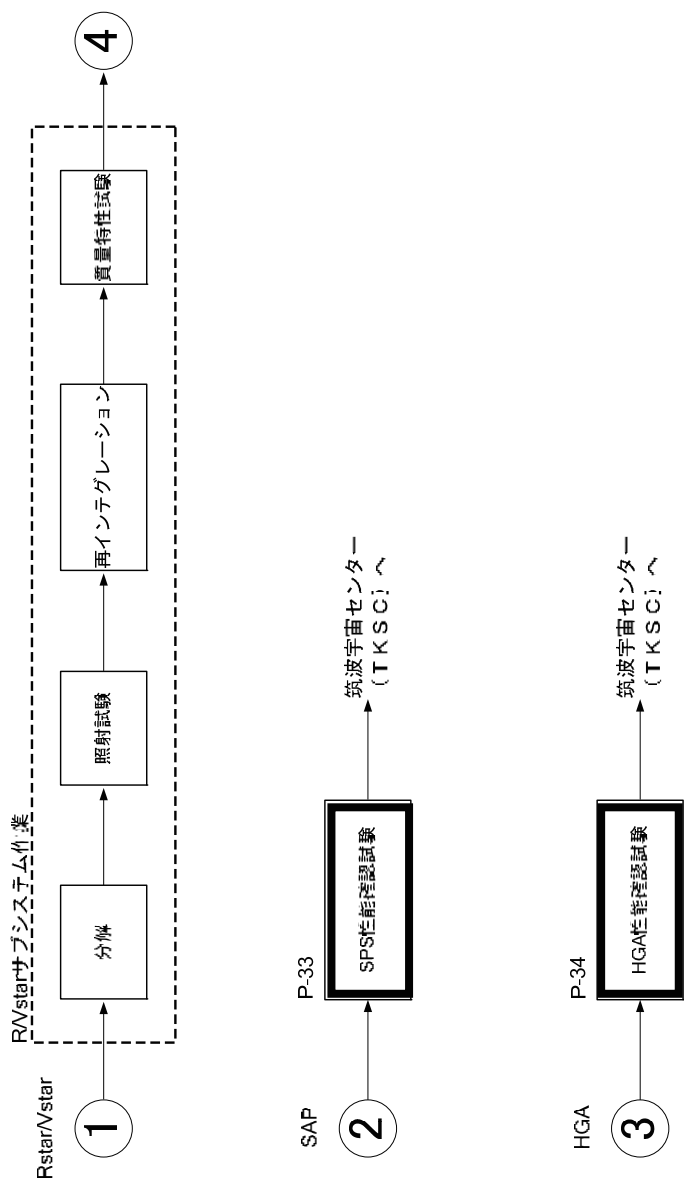 Rstar/Vstar
1
R/Vstarサブシステム作業
分解
照射試験
再インテグレーション
質量特性試験
4
SAP
2
P-33
SPS性能確認試験
筑波宇宙センター
(TKSC)へ
HGA
3
P-34
HGA性能確認試験
筑波宇宙センター
(TKSC)へ